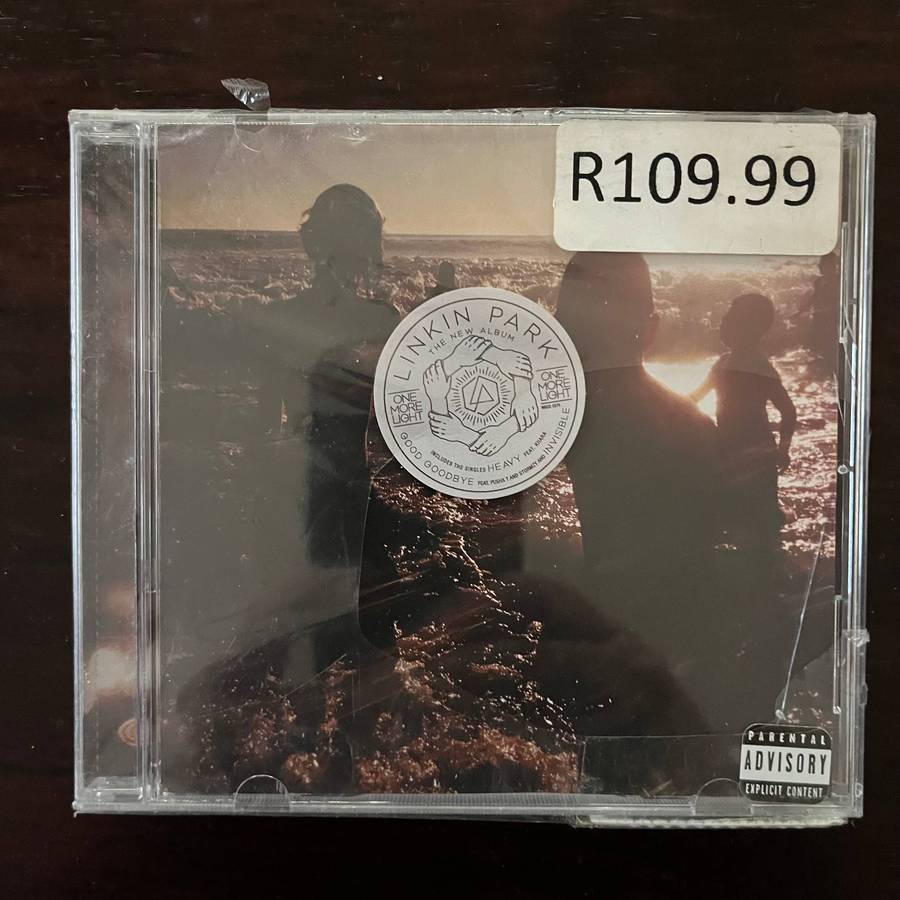 R109.99
LINKIN PARK
THE NEW ALBUM
ONE
MORE
LIGHT
ONE
MORE
LIGHT
INCLUDES THE SINGLES HEAVY FEAT. KIIARA
GOOD GOODBYE FEAT. PUSHA T AND STORMZY AND INVISIBLE
PARENTAL
ADVISORY
EXPLICIT CONTENT